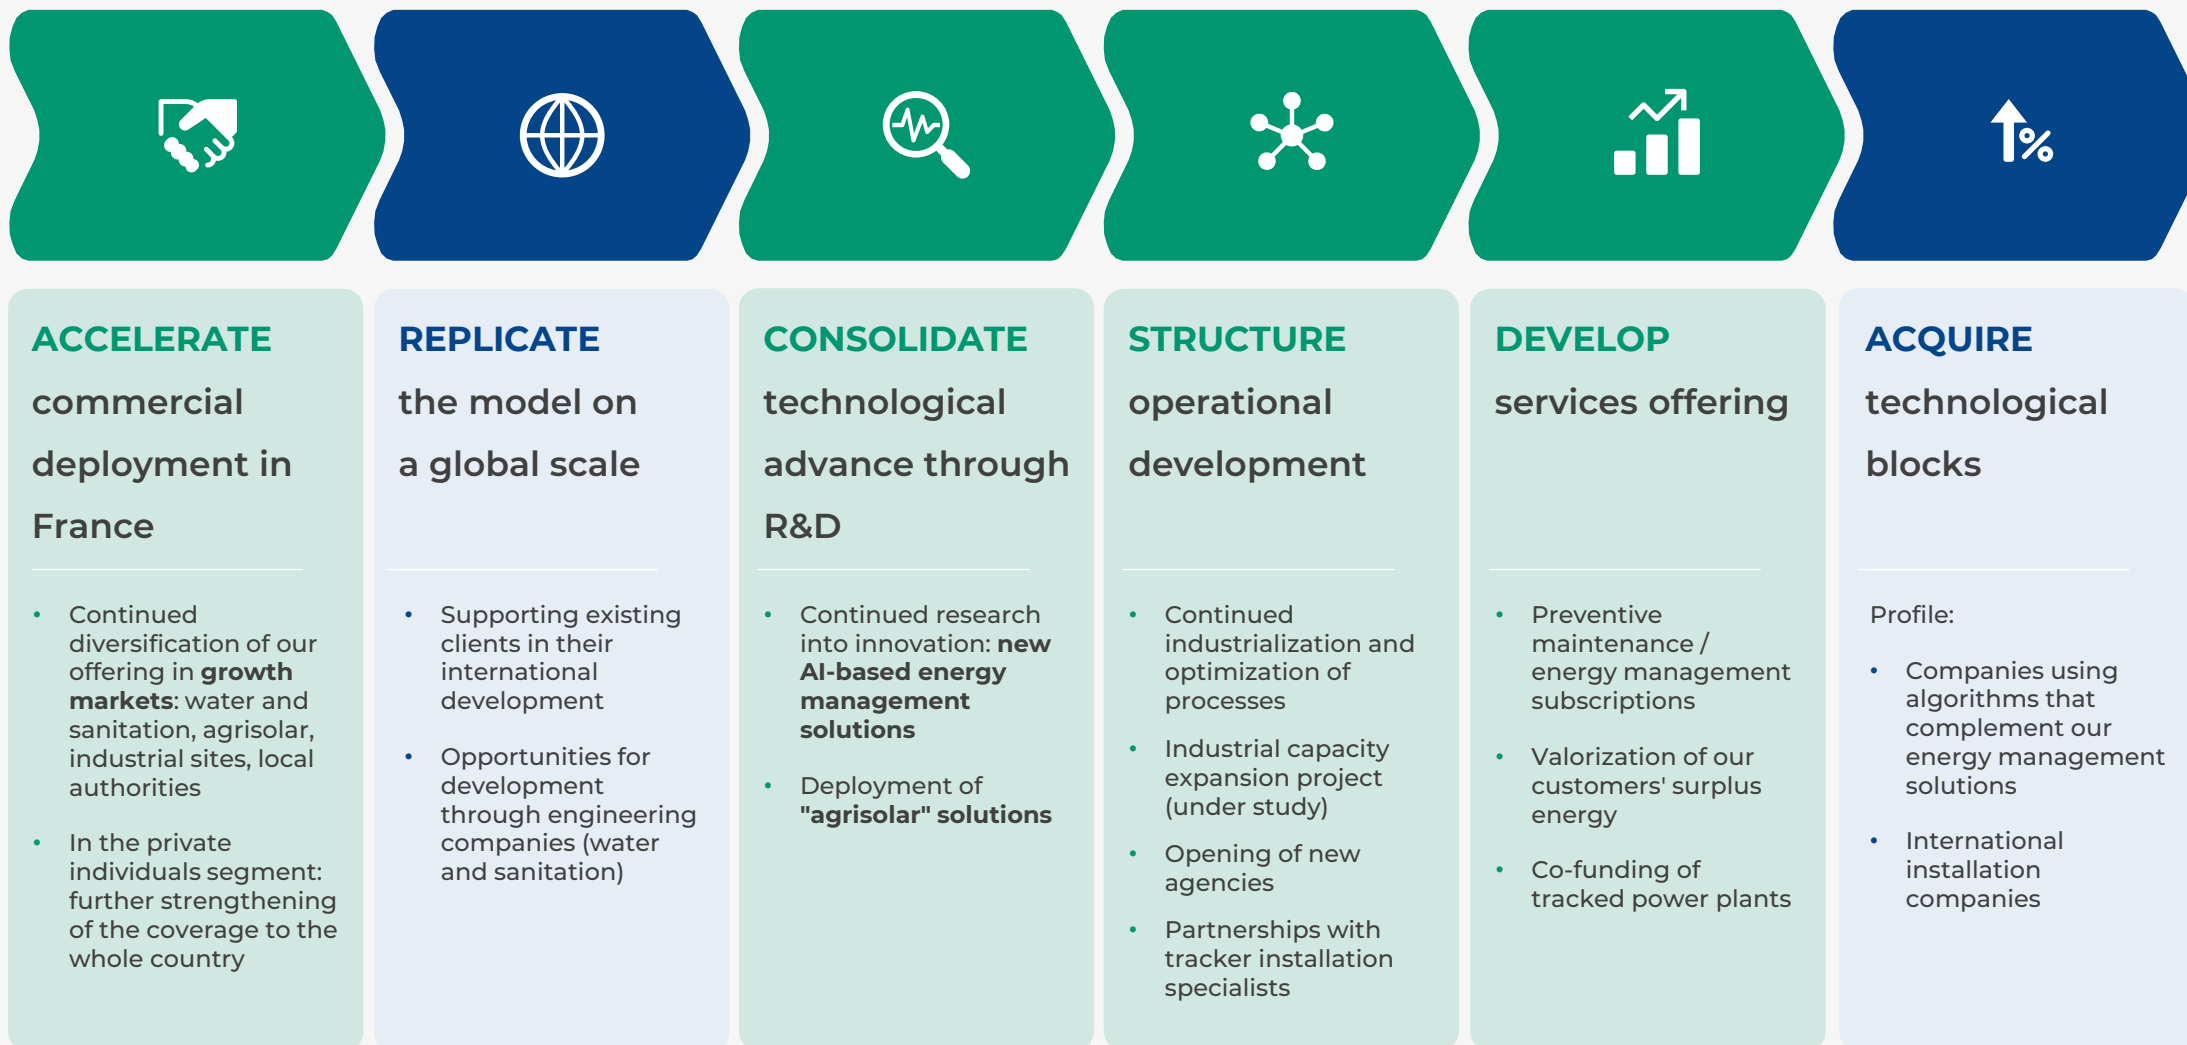 ACCELERATE
commercial
deployment in
France
• Continued
diversification of our
offering in growth
markets: water and
sanitation, agrisolar,
industrial sites, local
authorities
• In the private
individuals segment:
further strengthening
of the coverage to the
whole country
REPLICATE
the model on
a global scale
• Supporting existing
clients in their
international
development
• Opportunities for
development
through engineering
companies (water
and sanitation)
CONSOLIDATE
technological
advance through
R&D
• Continued research
into innovation: new
AI-based energy
management
solutions
• Deployment of
"agrisolar" solutions
STRUCTURE
operational
development
• Continued
industrialization and
optimization of
processes
• Industrial capacity
expansion project
(under study)
• Opening of new
agencies
• Partnerships with
tracker installation
specialists
DEVELOP
services offering
• Preventive
maintenance /
energy management
subscriptions
• Valorization of our
customers' surplus
energy
• Co-funding of
tracked power plants
%
ACQUIRE
technological
blocks
Profile:
• Companies using
algorithms that
complement our
energy management
solutions
• International
installation
companies